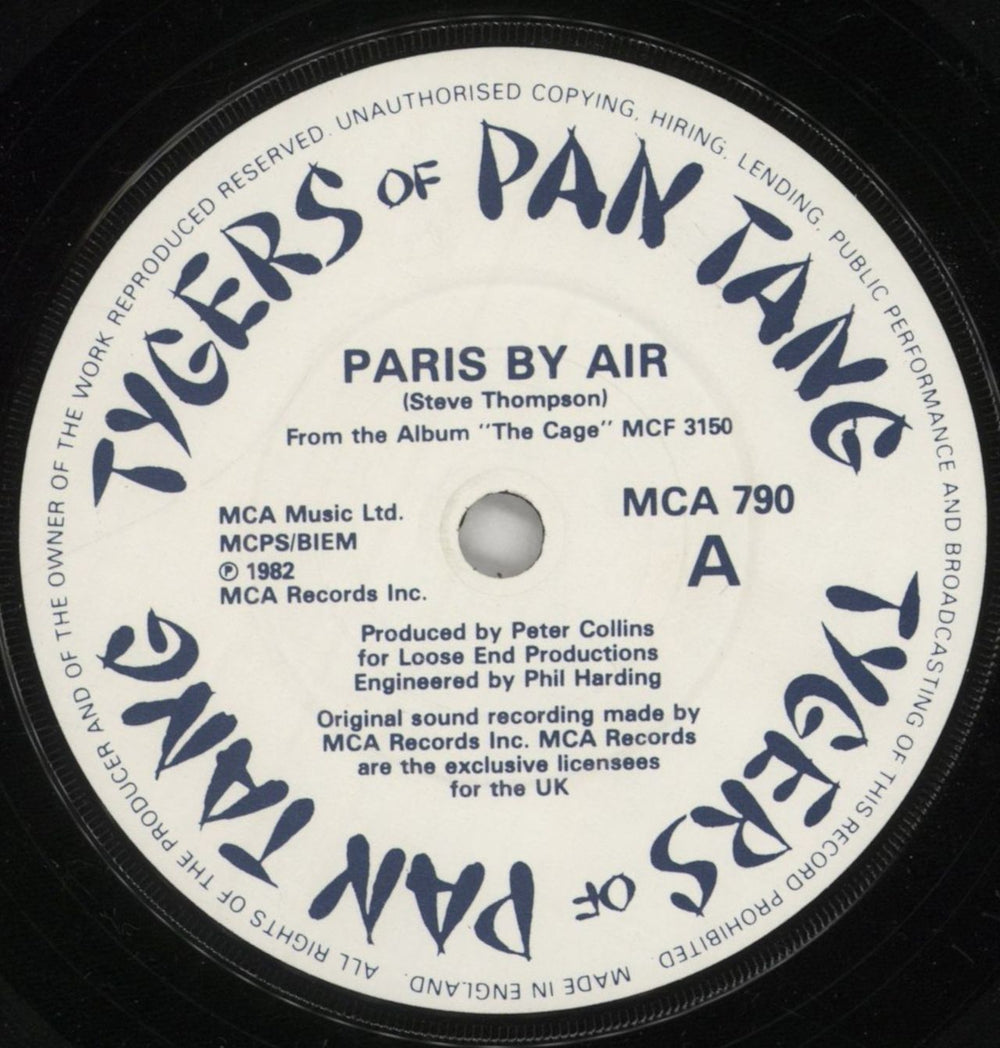 TYGERS OF PAN TANG
PARIS BY AIR
(Steve Thompson)
From the Album "The Cage" MCF 3150
MCA Music Ltd.
MCPS/BIEM
℗ 1982
MCA Records Inc.
MCA 790
A
Produced by Peter Collins
for Loose End Productions
Engineered by Phil Harding
Original sound recording made by
MCA Records Inc. MCA Records
are the exclusive licensees
for the UK
TYGERS OF PAN TANG
ALL RIGHTS OF THE PRODUCER AND OF THE OWNER OF THE WORK REPRODUCED RESERVED. UNAUTHORISED COPYING, HIRING, LENDING, PUBLIC PERFORMANCE AND BROADCASTING OF THIS RECORD PROHIBITED. MADE IN ENGLAND.